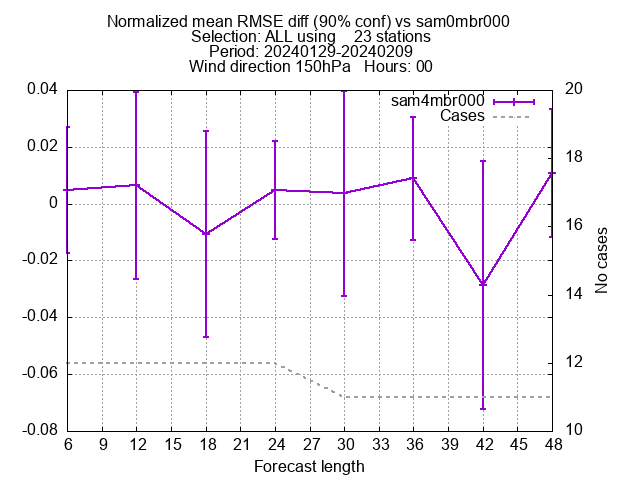 Normalized mean RMSE diff (90% conf) vs sam0mbr000
Selection: ALL using    23 stations
Period: 20240129-20240209
Wind direction 150hPa   Hours: 00
sam4mbr000
Cases
0.04
0.02
0
-0.02
-0.04
-0.06
-0.08
20
18
16
14
12
10
No cases
6 9 12 15 18 21 24 27 30 33 36 39 42 45 48
Forecast length